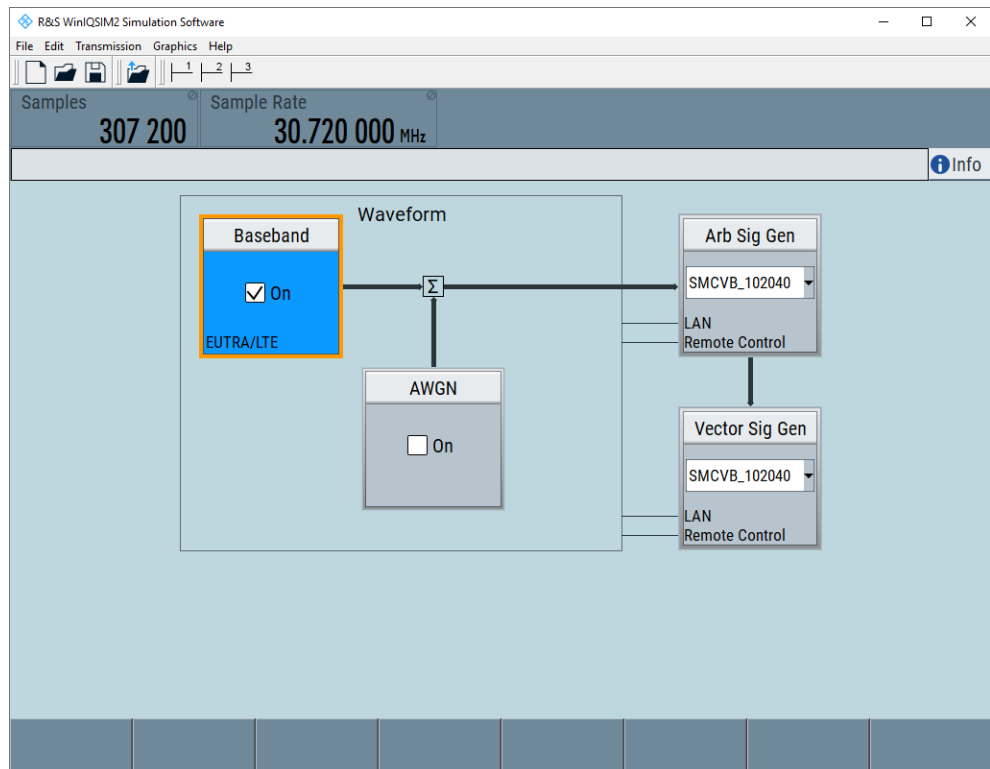 R&S WinIQSIM2 Simulation Software
File Edit Transmission Graphics Help
1 2 3
Samples
307 200
Sample Rate
30.720 000 MHz
Info
Waveform
Baseband
On
EUTRA/LTE
Σ
AWGN
On
Arb Sig Gen
SMCVB_102040
LAN
Remote Control
Vector Sig Gen
SMCVB_102040
LAN
Remote Control